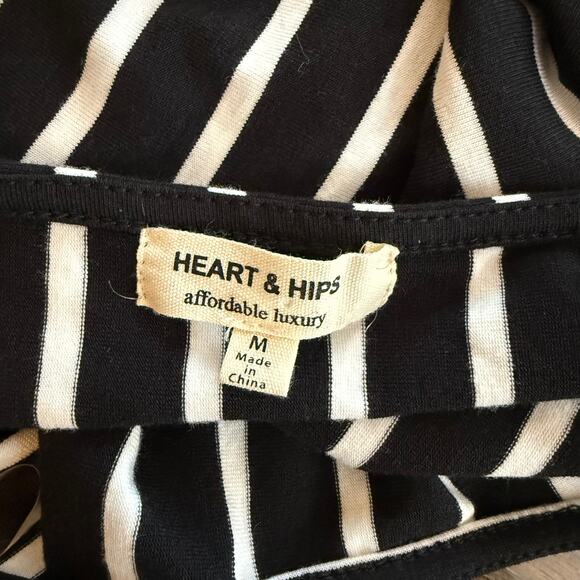 HEART & HIPS
affordable luxury
M
Made
in
China